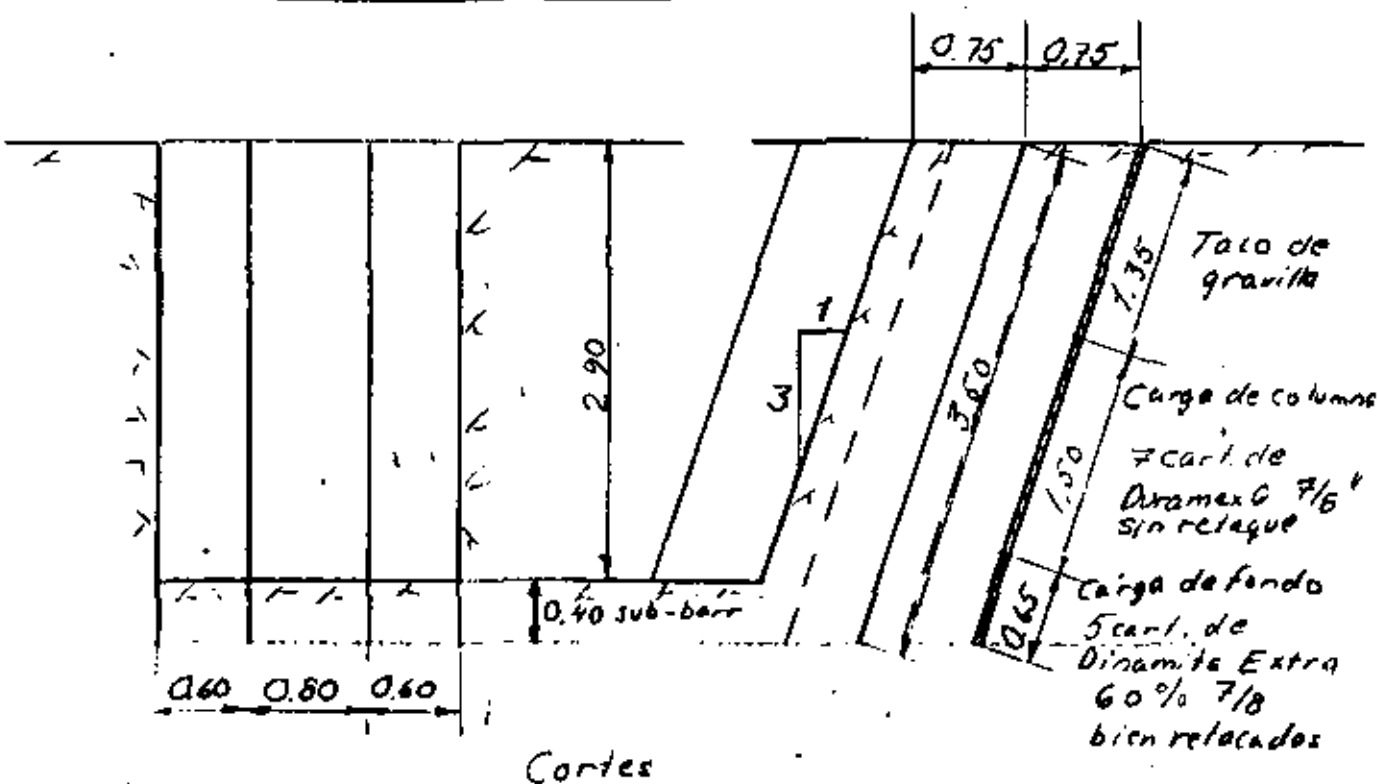 0.75 0.75
Taco de
gravilla
1.35
1
3
2.90
3.50
Carga de columna
7 cart. de
Duramex G 7/8"
sin retaque
1.50
0.40 sub-barr
Carga de fondo
5 cart. de
Dinamita Extra
60% 7/8
bien retacados
0.65
0.60 0.80 0.60
Cortes